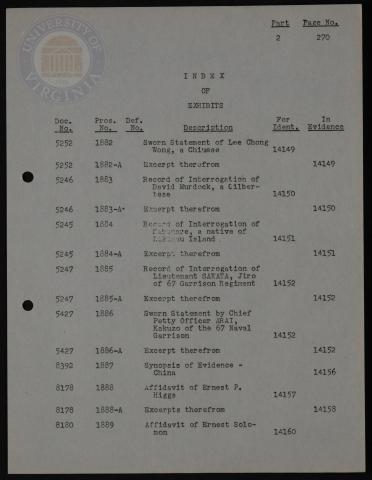 UNIVERSITY OF VIRGINIA
Part Page No.
2 270
INDEX
OF
EXHIBITS
Doc. Pros. Def. For In
No. No. No. Description Ident. Evidence
5252 1882 Sworn Statement of Lee Chong
Wong, a Chinese 14149
5252 1882-A Excerpt therefrom 14149
5246 1883 Record of Interrogation of
David Murdock, a Gilber-
tese 14150
5246 1883-A Excerpt therefrom 14150
5245 1884 Record of Interrogation of
a native of
Island 14151
5245 1884-A Excerpt therefrom 14151
5247 1885 Record of Interrogation of
Lieutenant SAKATA, Jiro
of 67 Garrison Regiment 14152
5247 1885-A Excerpt therefrom 14152
5427 1886 Sworn Statement by Chief
Petty Officer ARAI,
Kakuzo of the 67 Naval
Garrison 14152
5427 1886-A Excerpt therefrom 14152
8392 1887 Synopsis of Evidence -
China 14156
8178 1888 Affidavit of Ernest P.
Higgs 14157
8178 1888-A Excerpts therefrom 14158
8180 1889 Affidavit of Ernest Solo-
mon 14160